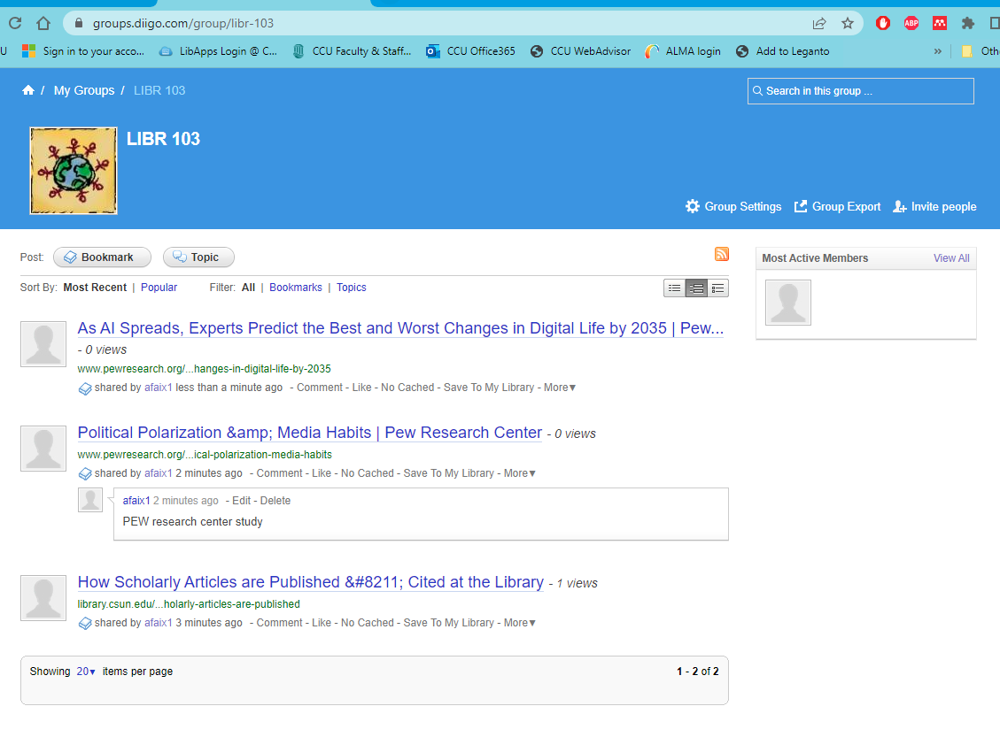 groups.diigo.com/group/libr-103
ABP
U Sign in to your acco... LibApps Login @ C... CCU Faculty & Staff... CCU Office365 CCU WebAdvisor ALMA login Add to Leganto » Oth
/ My Groups / LIBR 103
Search in this group ...
LIBR 103
Group Settings Group Export Invite people
Post: Bookmark Topic
Most Active Members View All
Sort By: Most Recent | Popular Filter: All | Bookmarks | Topics
As AI Spreads, Experts Predict the Best and Worst Changes in Digital Life by 2035 | Pew...
- 0 views
www.pewresearch.org/...hanges-in-digital-life-by-2035
shared by afaix1 less than a minute ago - Comment - Like - No Cached - Save To My Library - More▼
Political Polarization &amp; Media Habits | Pew Research Center - 0 views
www.pewresearch.org/...ical-polarization-media-habits
shared by afaix1 2 minutes ago - Comment - Like - No Cached - Save To My Library - More▼
afaix1 2 minutes ago - Edit - Delete
PEW research center study
How Scholarly Articles are Published &#8211; Cited at the Library - 1 views
library.csun.edu/...holarly-articles-are-published
shared by afaix1 3 minutes ago - Comment - Like - No Cached - Save To My Library - More▼
Showing 20▼ items per page 1 - 2 of 2